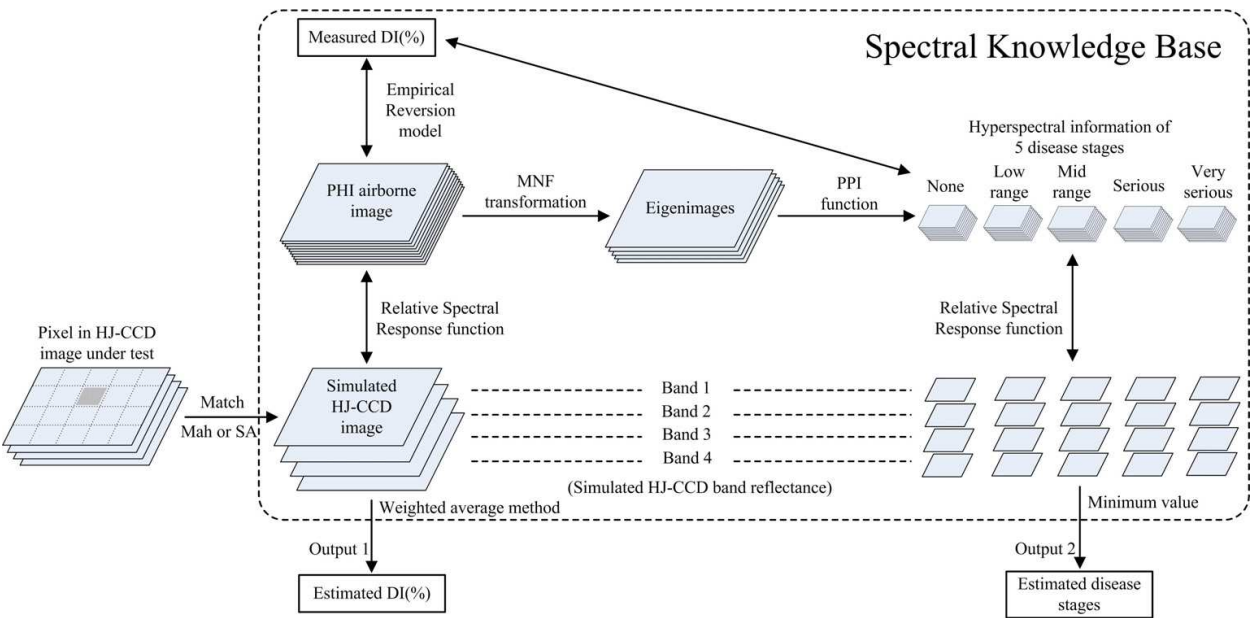 Measured DI(%)
Spectral Knowledge Base
Empirical
Reversion
model
Hyperspectral information of
5 disease stages
None
Low
range
Mid
range
Serious
Very
serious
PHI airborne
image
MNF
transformation
Eigenimages
PPI
function
Relative Spectral
Response function
Relative Spectral
Response function
Pixel in HJ-CCD
image under test
Match
Mah or SA
Simulated
HJ-CCD
image
Band 1
Band 2
Band 3
Band 4
(Simulated HJ-CCD band reflectance)
Weighted average method
Minimum value
Output 1
Output 2
Estimated DI(%)
Estimated disease
stages